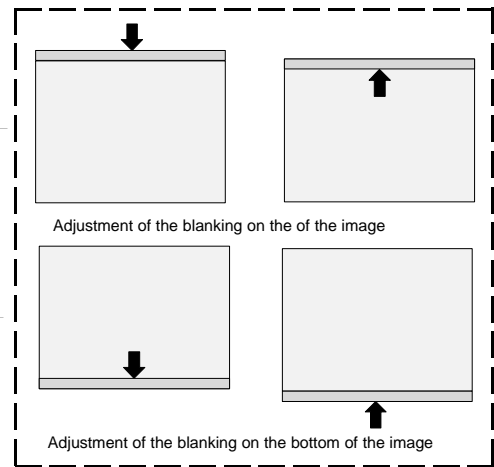 Adjustment of the blanking on the of the image
Adjustment of the blanking on the bottom of the image